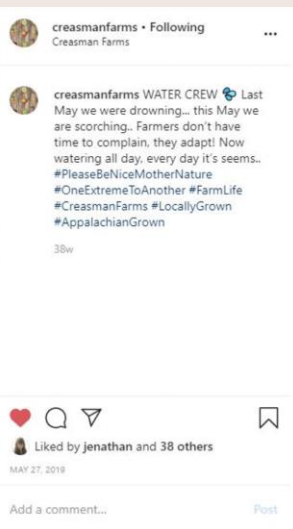 creasmanfarms • Following
Creasman Farms
•••
creasmanfarms WATER CREW 💦 Last
May we were drowning... this May we
are scorching.. Farmers don't have
time to complain, they adapt! Now
watering all day, every day it's seems..
#PleaseBeNiceMotherNature
#OneExtremeToAnother #FarmLife
#CreasmanFarms #LocallyGrown
#AppalachianGrown
38w
Liked by jenathan and 38 others
MAY 27, 2019
Add a comment...
Post